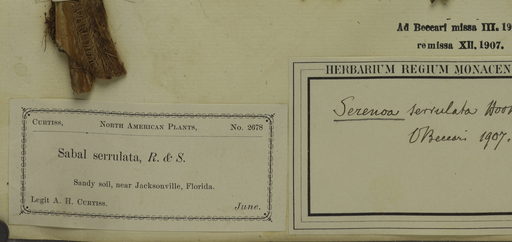 Ad Beccari missa III. 19
remissa XII. 1907.
HERBARIUM REGIUM MONACEN
Serenoa serrulata Hook
O Beccari 1907.
CURTISS, NORTH AMERICAN PLANTS, No. 2678
Sabal serrulata, R. & S.
Sandy soil, near Jacksonville, Florida.
Legit A. H. CURTISS. June.